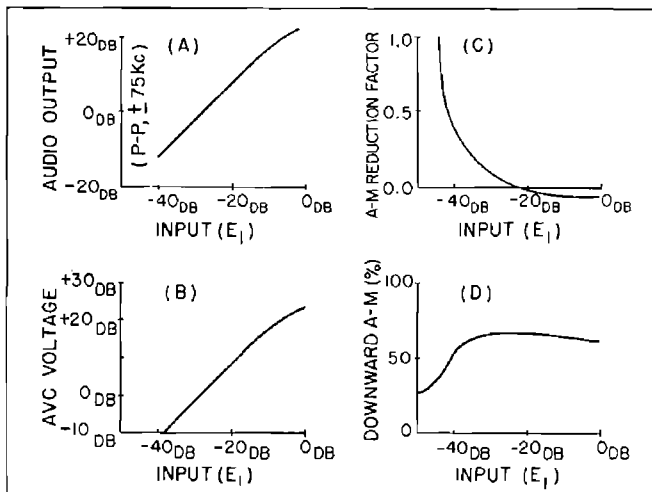 (A)
AUDIO OUTPUT
(P-P, ± 75Kc)
+20DB
0DB
-20DB
-40DB -20DB 0DB
INPUT (E1)
(C)
A-M REDUCTION FACTOR
1.0
0.5
0.0
-40DB -20DB 0DB
INPUT (E1)
(B)
AVC VOLTAGE
+30DB
+20DB
0DB
-10DB
-40DB -20DB 0DB
INPUT (E1)
(D)
DOWNWARD A-M (%)
100
50
0
-40DB -20DB 0DB
INPUT (E1)